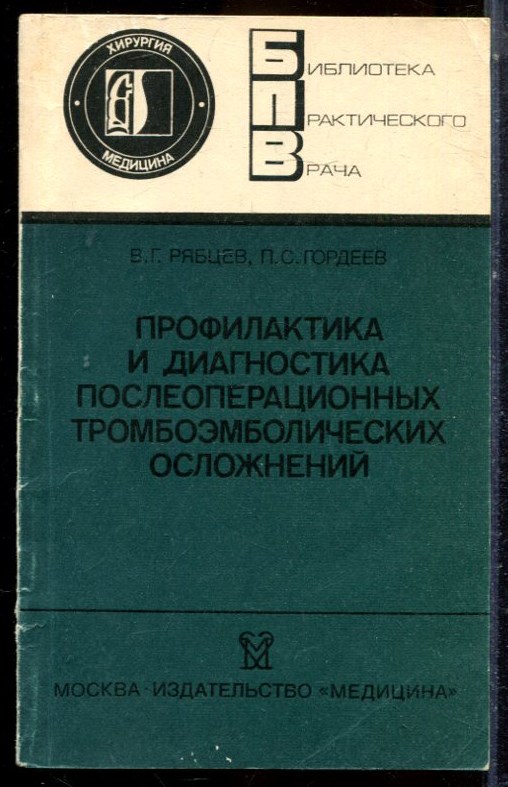 ХИРУРГИЯ
МЕДИЦИНА
БИБЛИОТЕКА
ПРАКТИЧЕСКОГО
ВРАЧА
В.Г. РЯБЦЕВ, П.С. ГОРДЕЕВ
ПРОФИЛАКТИКА
И ДИАГНОСТИКА
ПОСЛЕОПЕРАЦИОННЫХ
ТРОМБОЭМБОЛИЧЕСКИХ
ОСЛОЖНЕНИЙ
МОСКВА · ИЗДАТЕЛЬСТВО «МЕДИЦИНА»